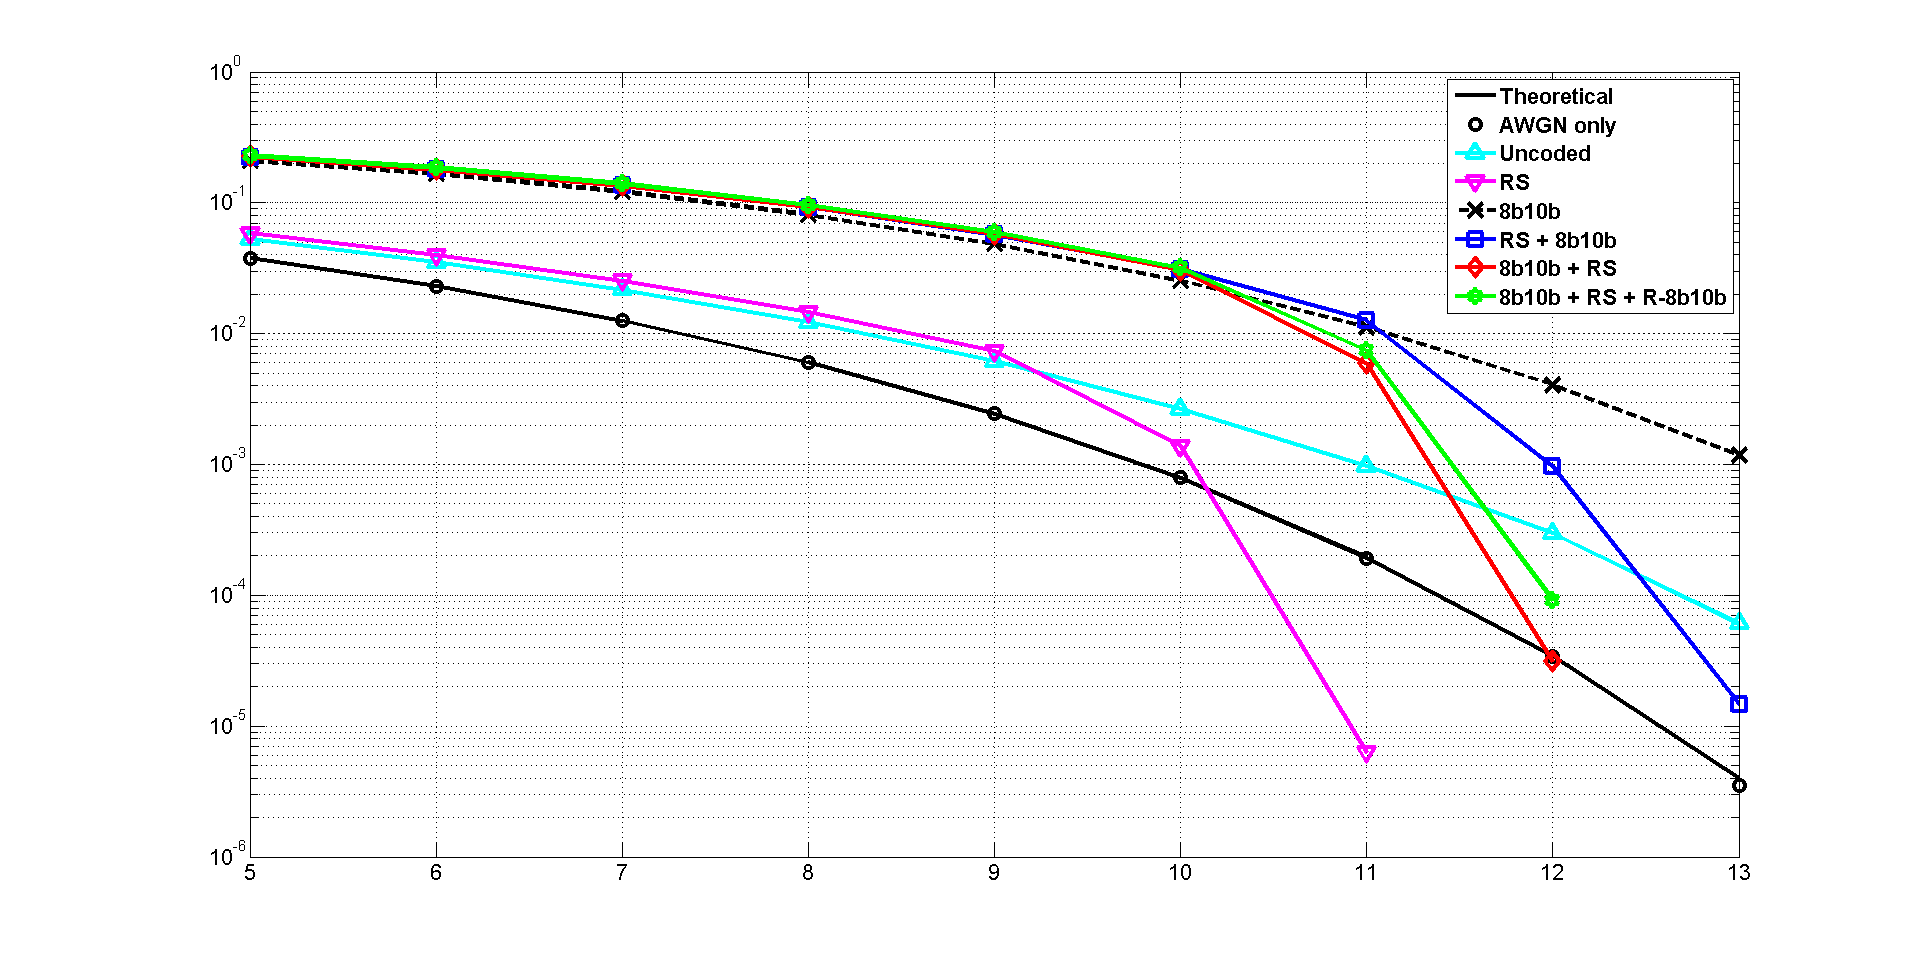 10^0
10^-1
10^-2
10^-3
10^-4
10^-5
10^-6
5 6 7 8 9 10 11 12 13
Theoretical
AWGN only
Uncoded
RS
8b10b
RS + 8b10b
8b10b + RS
8b10b + RS + R-8b10b